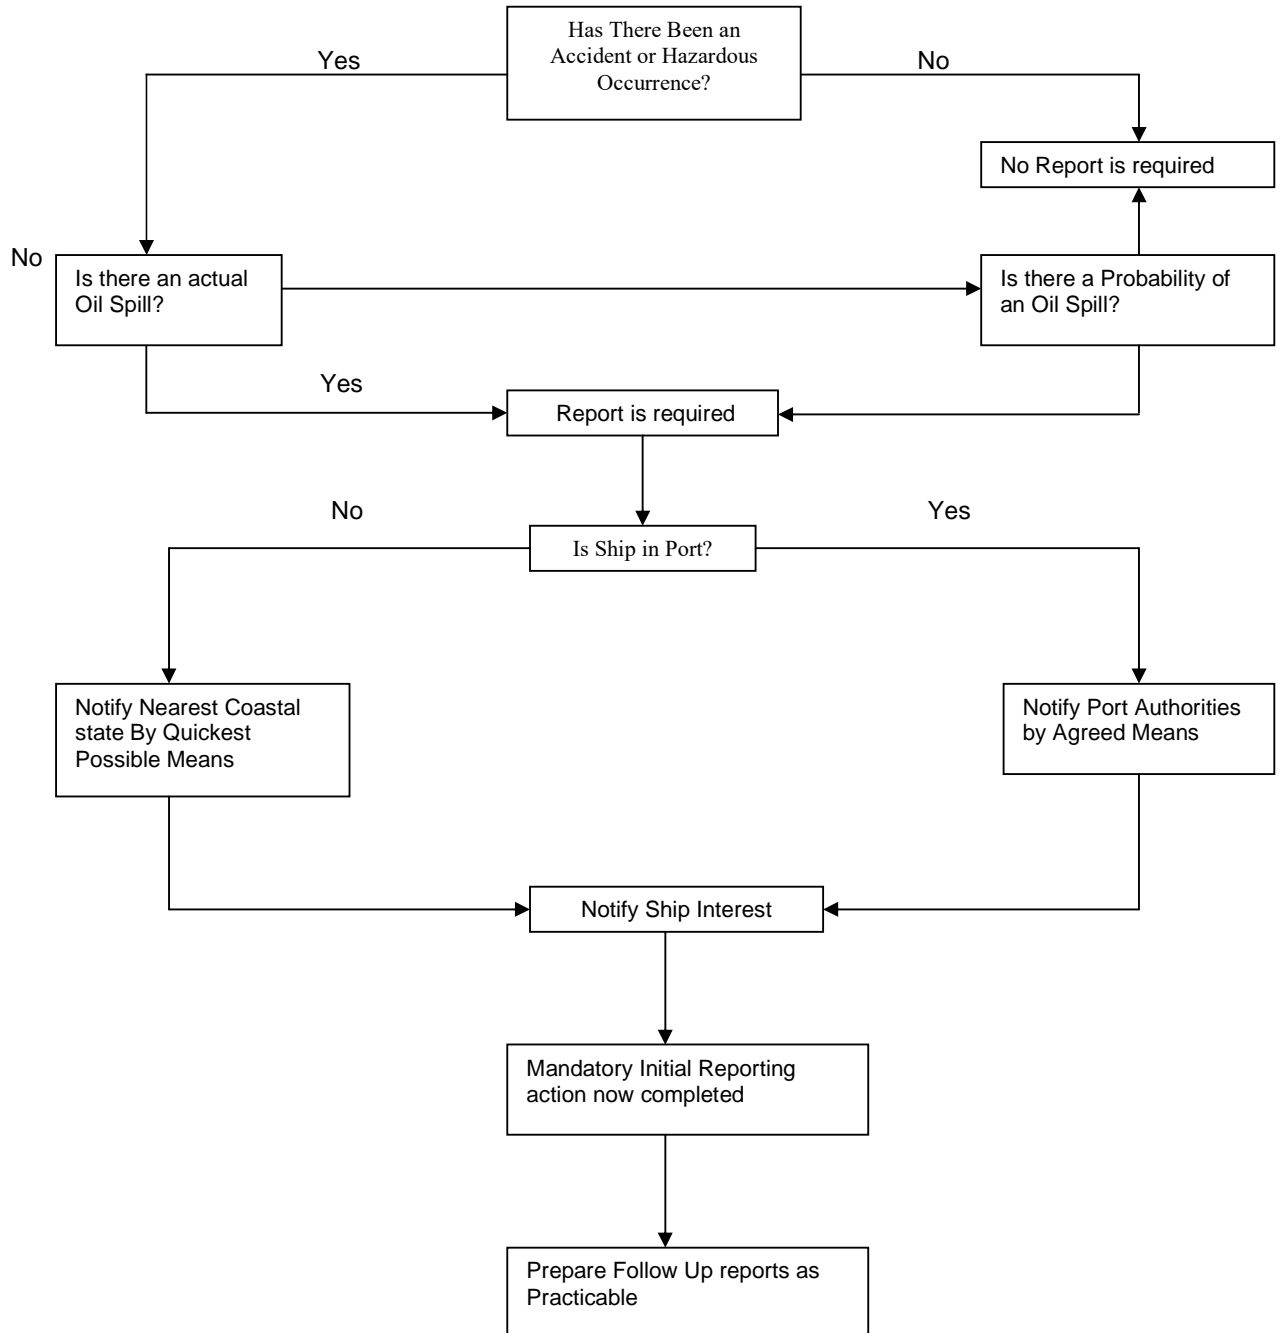 Has There Been an
Accident or Hazardous
Occurrence?
Yes
No
No Report is required
No
Is there an actual
Oil Spill?
Is there a Probability of
an Oil Spill?
Yes
Report is required
No
Yes
Is Ship in Port?
Notify Nearest Coastal
state By Quickest
Possible Means
Notify Port Authorities
by Agreed Means
Notify Ship Interest
Mandatory Initial Reporting
action now completed
Prepare Follow Up reports as
Practicable